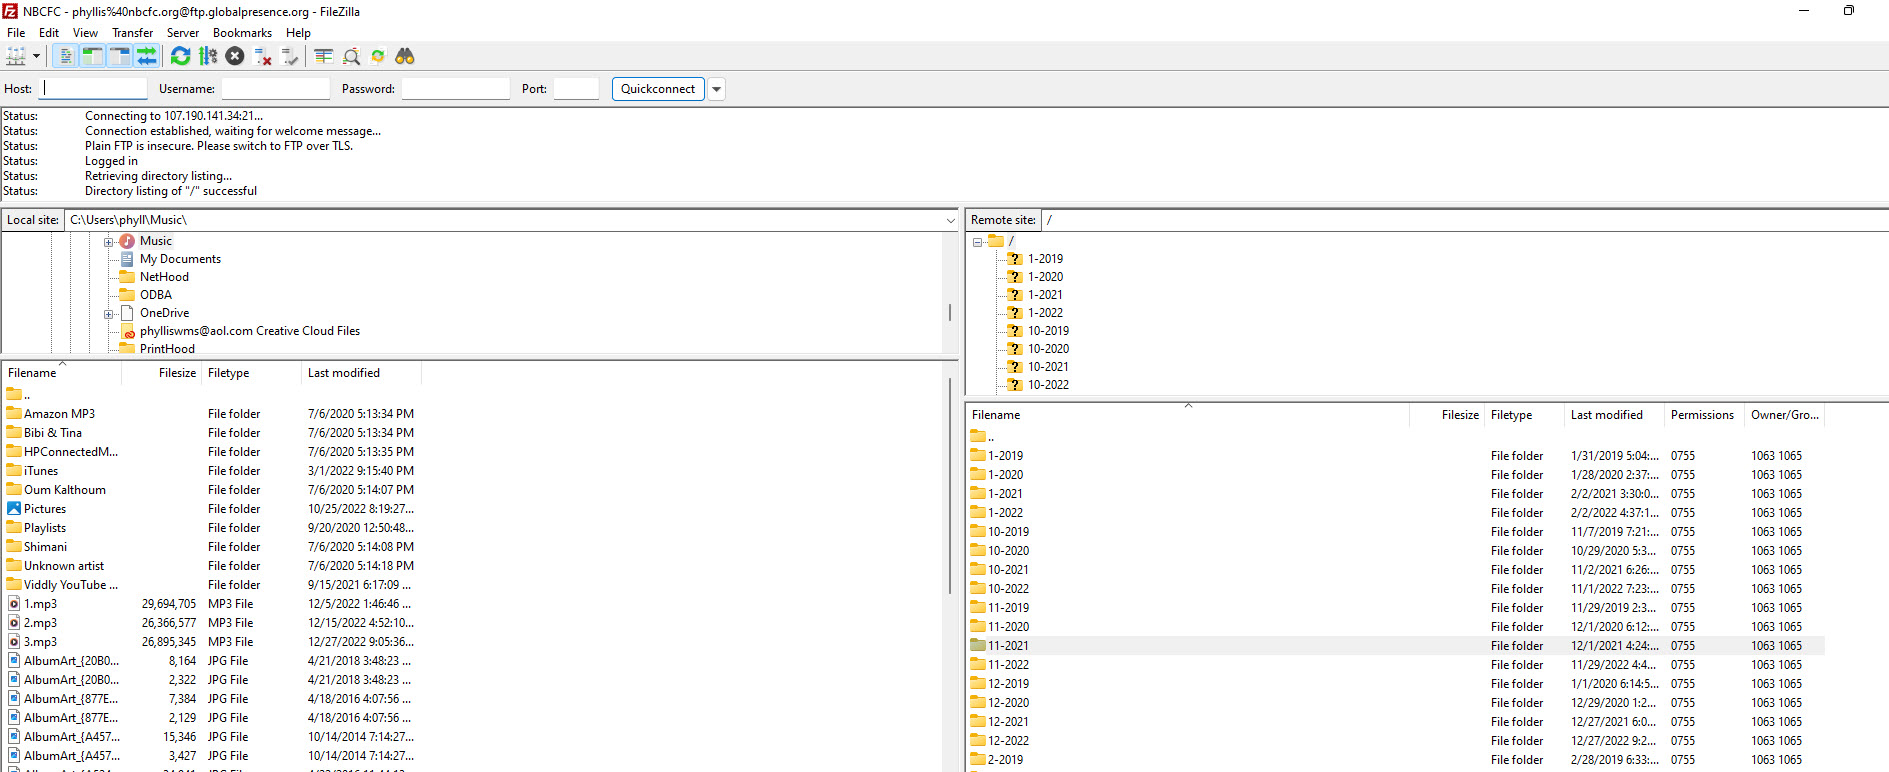 NBCFC - phyllis%40nbcfc.org@ftp.globalpresence.org - FileZilla
File Edit View Transfer Server Bookmarks Help
Host: Username: Password: Port: Quickconnect
Status: Connecting to 107.190.141.34:21...
Status: Connection established, waiting for welcome message...
Status: Plain FTP is insecure. Please switch to FTP over TLS.
Status: Logged in
Status: Retrieving directory listing...
Status: Directory listing of "/" successful
Local site: C:\Users\phyll\Music\
Music
My Documents
NetHood
ODBA
OneDrive
phylliswms@aol.com Creative Cloud Files
PrintHood
Filename Filesize Filetype Last modified
..
Amazon MP3 File folder 7/6/2020 5:13:34 PM
Bibi & Tina File folder 7/6/2020 5:13:34 PM
HPConnectedM... File folder 7/6/2020 5:13:35 PM
iTunes File folder 3/1/2022 9:15:40 PM
Oum Kalthoum File folder 7/6/2020 5:14:07 PM
Pictures File folder 10/25/2022 8:19:27...
Playlists File folder 9/20/2020 12:50:48...
Shimani File folder 7/6/2020 5:14:08 PM
Unknown artist File folder 7/6/2020 5:14:18 PM
Viddly YouTube ... File folder 9/15/2021 6:17:09 ...
1.mp3 29,694,705 MP3 File 12/5/2022 1:46:46 ...
2.mp3 26,366,577 MP3 File 12/15/2022 4:52:10...
3.mp3 26,895,345 MP3 File 12/27/2022 9:05:36...
AlbumArt_{20B0... 8,164 JPG File 4/21/2018 3:48:23 ...
AlbumArt_{20B0... 2,322 JPG File 4/21/2018 3:48:23 ...
AlbumArt_{877E... 7,384 JPG File 4/18/2016 4:07:56 ...
AlbumArt_{877E... 2,129 JPG File 4/18/2016 4:07:56 ...
AlbumArt_{A457... 15,346 JPG File 10/14/2014 7:14:27...
AlbumArt_{A457... 3,427 JPG File 10/14/2014 7:14:27...
Remote site: /
/
1-2019
1-2020
1-2021
1-2022
10-2019
10-2020
10-2021
10-2022
Filename Filesize Filetype Last modified Permissions Owner/Gro...
..
1-2019 File folder 1/31/2019 5:04:... 0755 1063 1065
1-2020 File folder 1/28/2020 2:37:... 0755 1063 1065
1-2021 File folder 2/2/2021 3:30:0... 0755 1063 1065
1-2022 File folder 2/2/2022 4:37:1... 0755 1063 1065
10-2019 File folder 11/7/2019 7:21:... 0755 1063 1065
10-2020 File folder 10/29/2020 5:3... 0755 1063 1065
10-2021 File folder 11/2/2021 6:26:... 0755 1063 1065
10-2022 File folder 11/1/2022 7:23:... 0755 1063 1065
11-2019 File folder 11/29/2019 2:3... 0755 1063 1065
11-2020 File folder 12/1/2020 6:12:... 0755 1063 1065
11-2021 File folder 12/1/2021 4:24:... 0755 1063 1065
11-2022 File folder 11/29/2022 4:4... 0755 1063 1065
12-2019 File folder 1/1/2020 6:14:5... 0755 1063 1065
12-2020 File folder 12/29/2020 1:2... 0755 1063 1065
12-2021 File folder 12/27/2021 6:0... 0755 1063 1065
12-2022 File folder 12/27/2022 9:2... 0755 1063 1065
2-2019 File folder 2/28/2019 6:33:... 0755 1063 1065